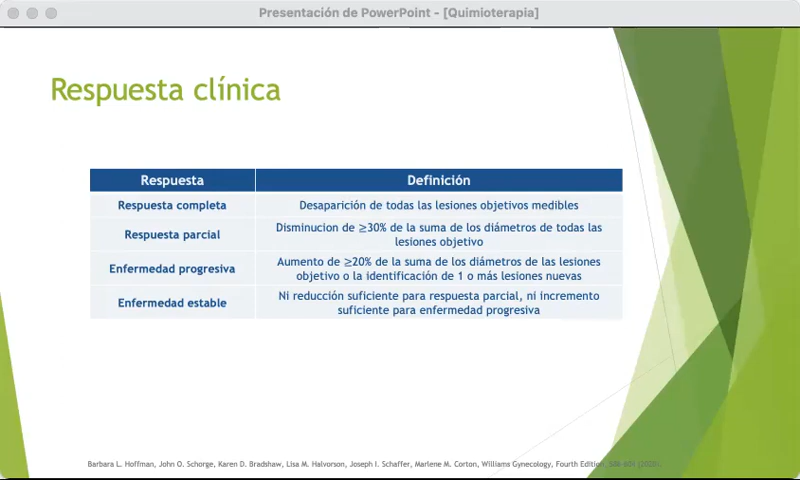 Presentación de PowerPoint - [Quimioterapia]
Respuesta clínica
Respuesta Definición
Respuesta completa Desaparición de todas las lesiones objetivos medibles
Respuesta parcial Disminucion de ≥30% de la suma de los diámetros de todas las
lesiones objetivo
Enfermedad progresiva Aumento de ≥20% de la suma de los diámetros de las lesiones
objetivo o la identificación de 1 o más lesiones nuevas
Enfermedad estable Ni reducción suficiente para respuesta parcial, ni incremento
suficiente para enfermedad progresiva
Barbara L. Hoffman, John O. Schorge, Karen D. Bradshaw, Lisa M. Halvorson, Joseph I. Schaffer, Marlene M. Corton, Williams Gynecology, Fourth Edition (2020)